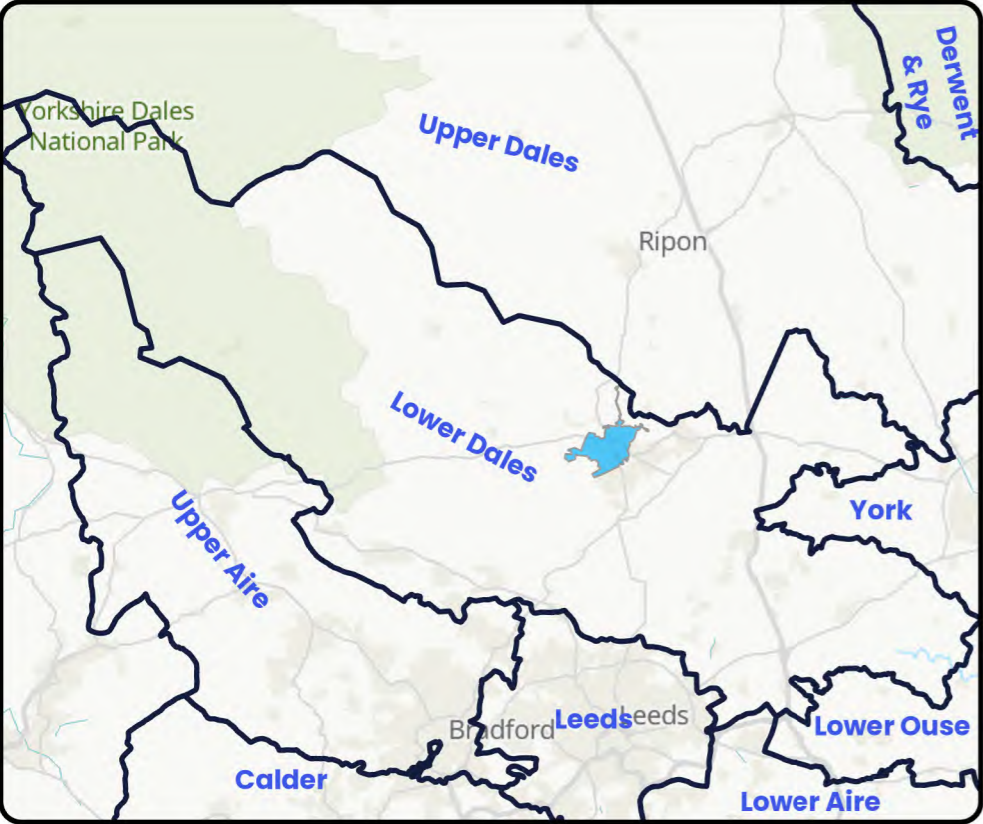 Derwent
& Rye
Yorkshire Dales
National Park
Upper Dales
Ripon
Lower Dales
Upper Aire
York
Bradford
Leeds
Leeds
Lower Ouse
Calder
Lower Aire